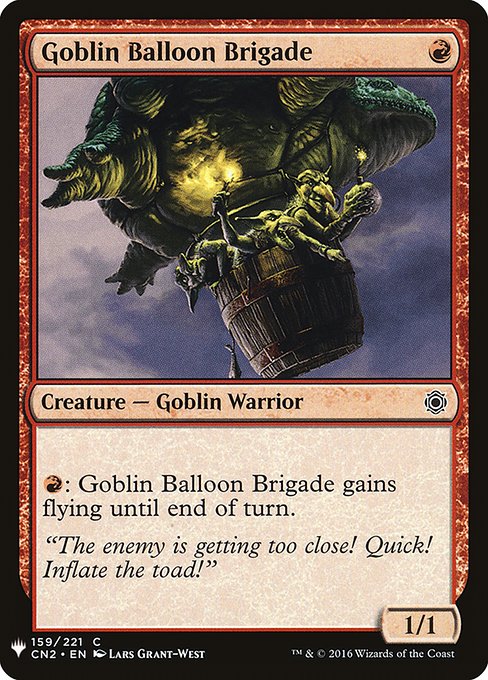 Goblin Balloon Brigade
Creature — Goblin Warrior
: Goblin Balloon Brigade gains
flying until end of turn.
“The enemy is getting too close! Quick!
Inflate the toad!”
1/1
159/221 C
CN2 • EN Lars Grant-West
™ & © 2016 Wizards of the Coast